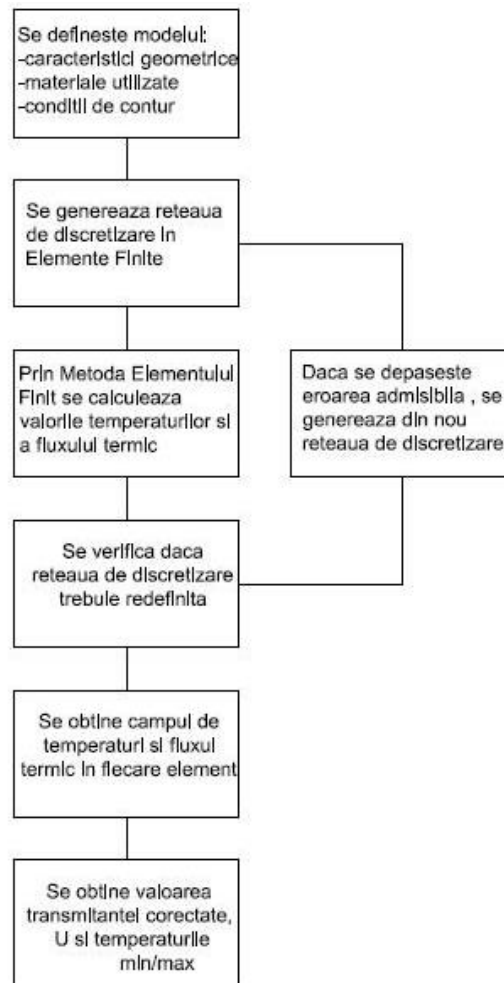 Se defineste modelul:
-caracteristici geometrice
-materiale utilizate
-conditii de contur
Se genereaza reteaua
de discretizare in
Elemente Finite
Prin Metoda Elementului
Finit se calculeaza
valorile temperaturilor si
a fluxului termic
Daca se depaseste
eroarea admisibila , se
genereaza din nou
reteaua de discretizare
Se verifica daca
reteaua de discretizare
trebuie redefinita
Se obtine campul de
temperaturi si fluxul
termic in fiecare element
Se obtine valoarea
transmitantei corectate,
U si temperaturile
min/max